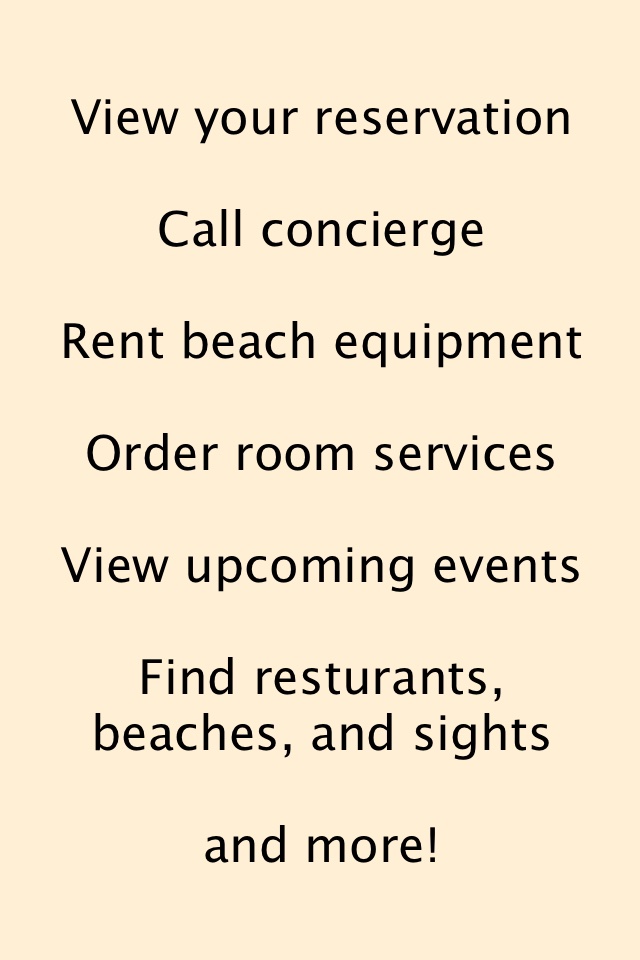 View your reservation
Call concierge
Rent beach equipment
Order room services
View upcoming events
Find resturants,
beaches, and sights
and more!